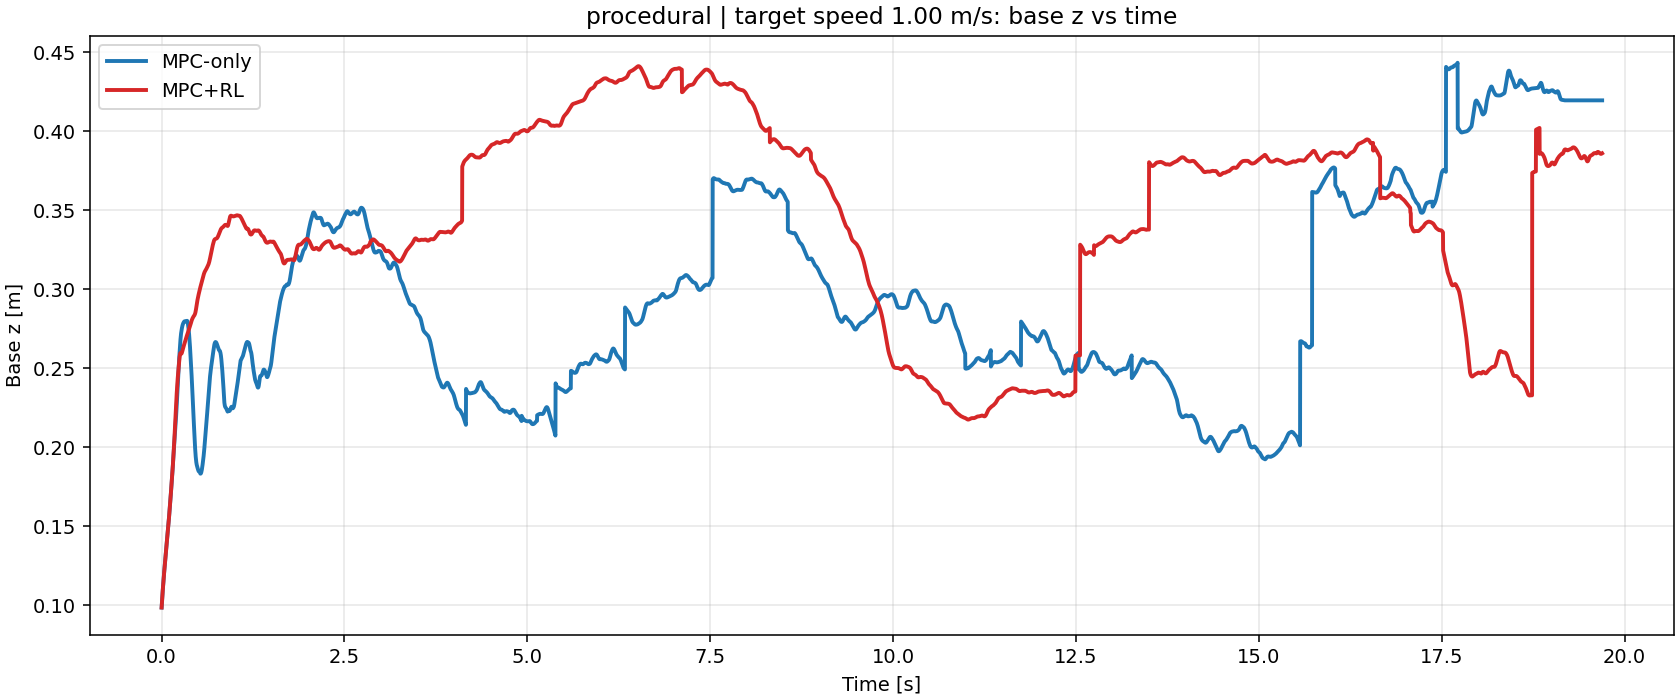 procedural | target speed 1.00 m/s: base z vs time
MPC-only
MPC+RL
Base z [m]
0.45
0.40
0.35
0.30
0.25
0.20
0.15
0.10
0.0 2.5 5.0 7.5 10.0 12.5 15.0 17.5 20.0
Time [s]